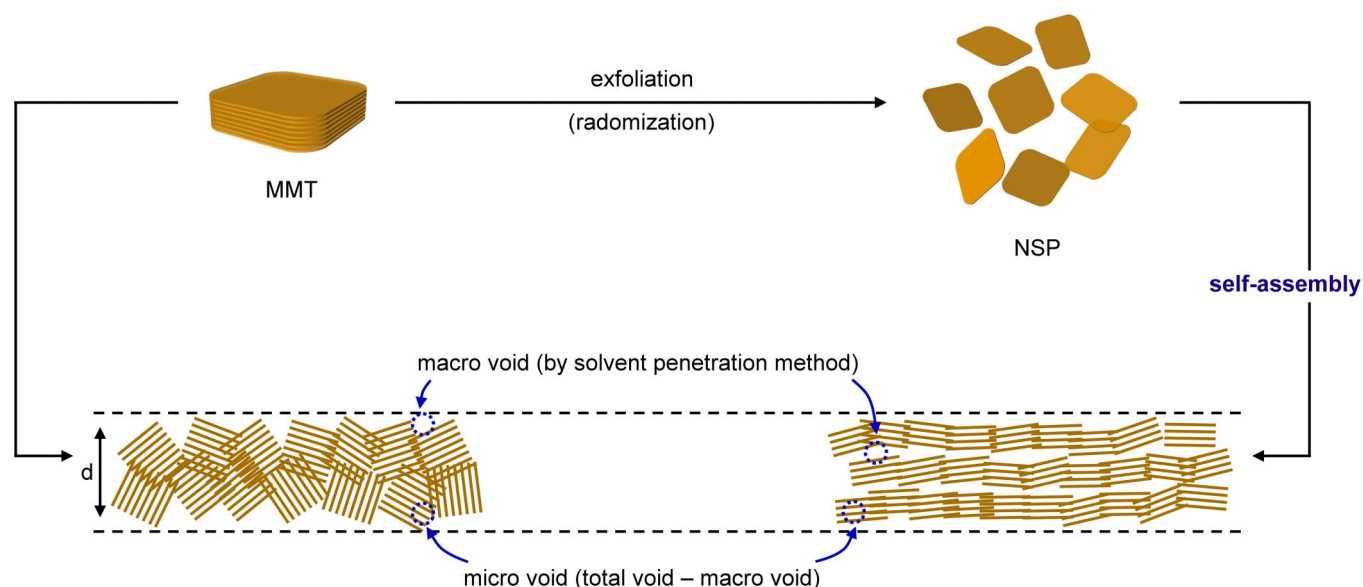 exfoliation
(radomization)
MMT
NSP
self-assembly
macro void (by solvent penetration method)
d
micro void (total void – macro void)